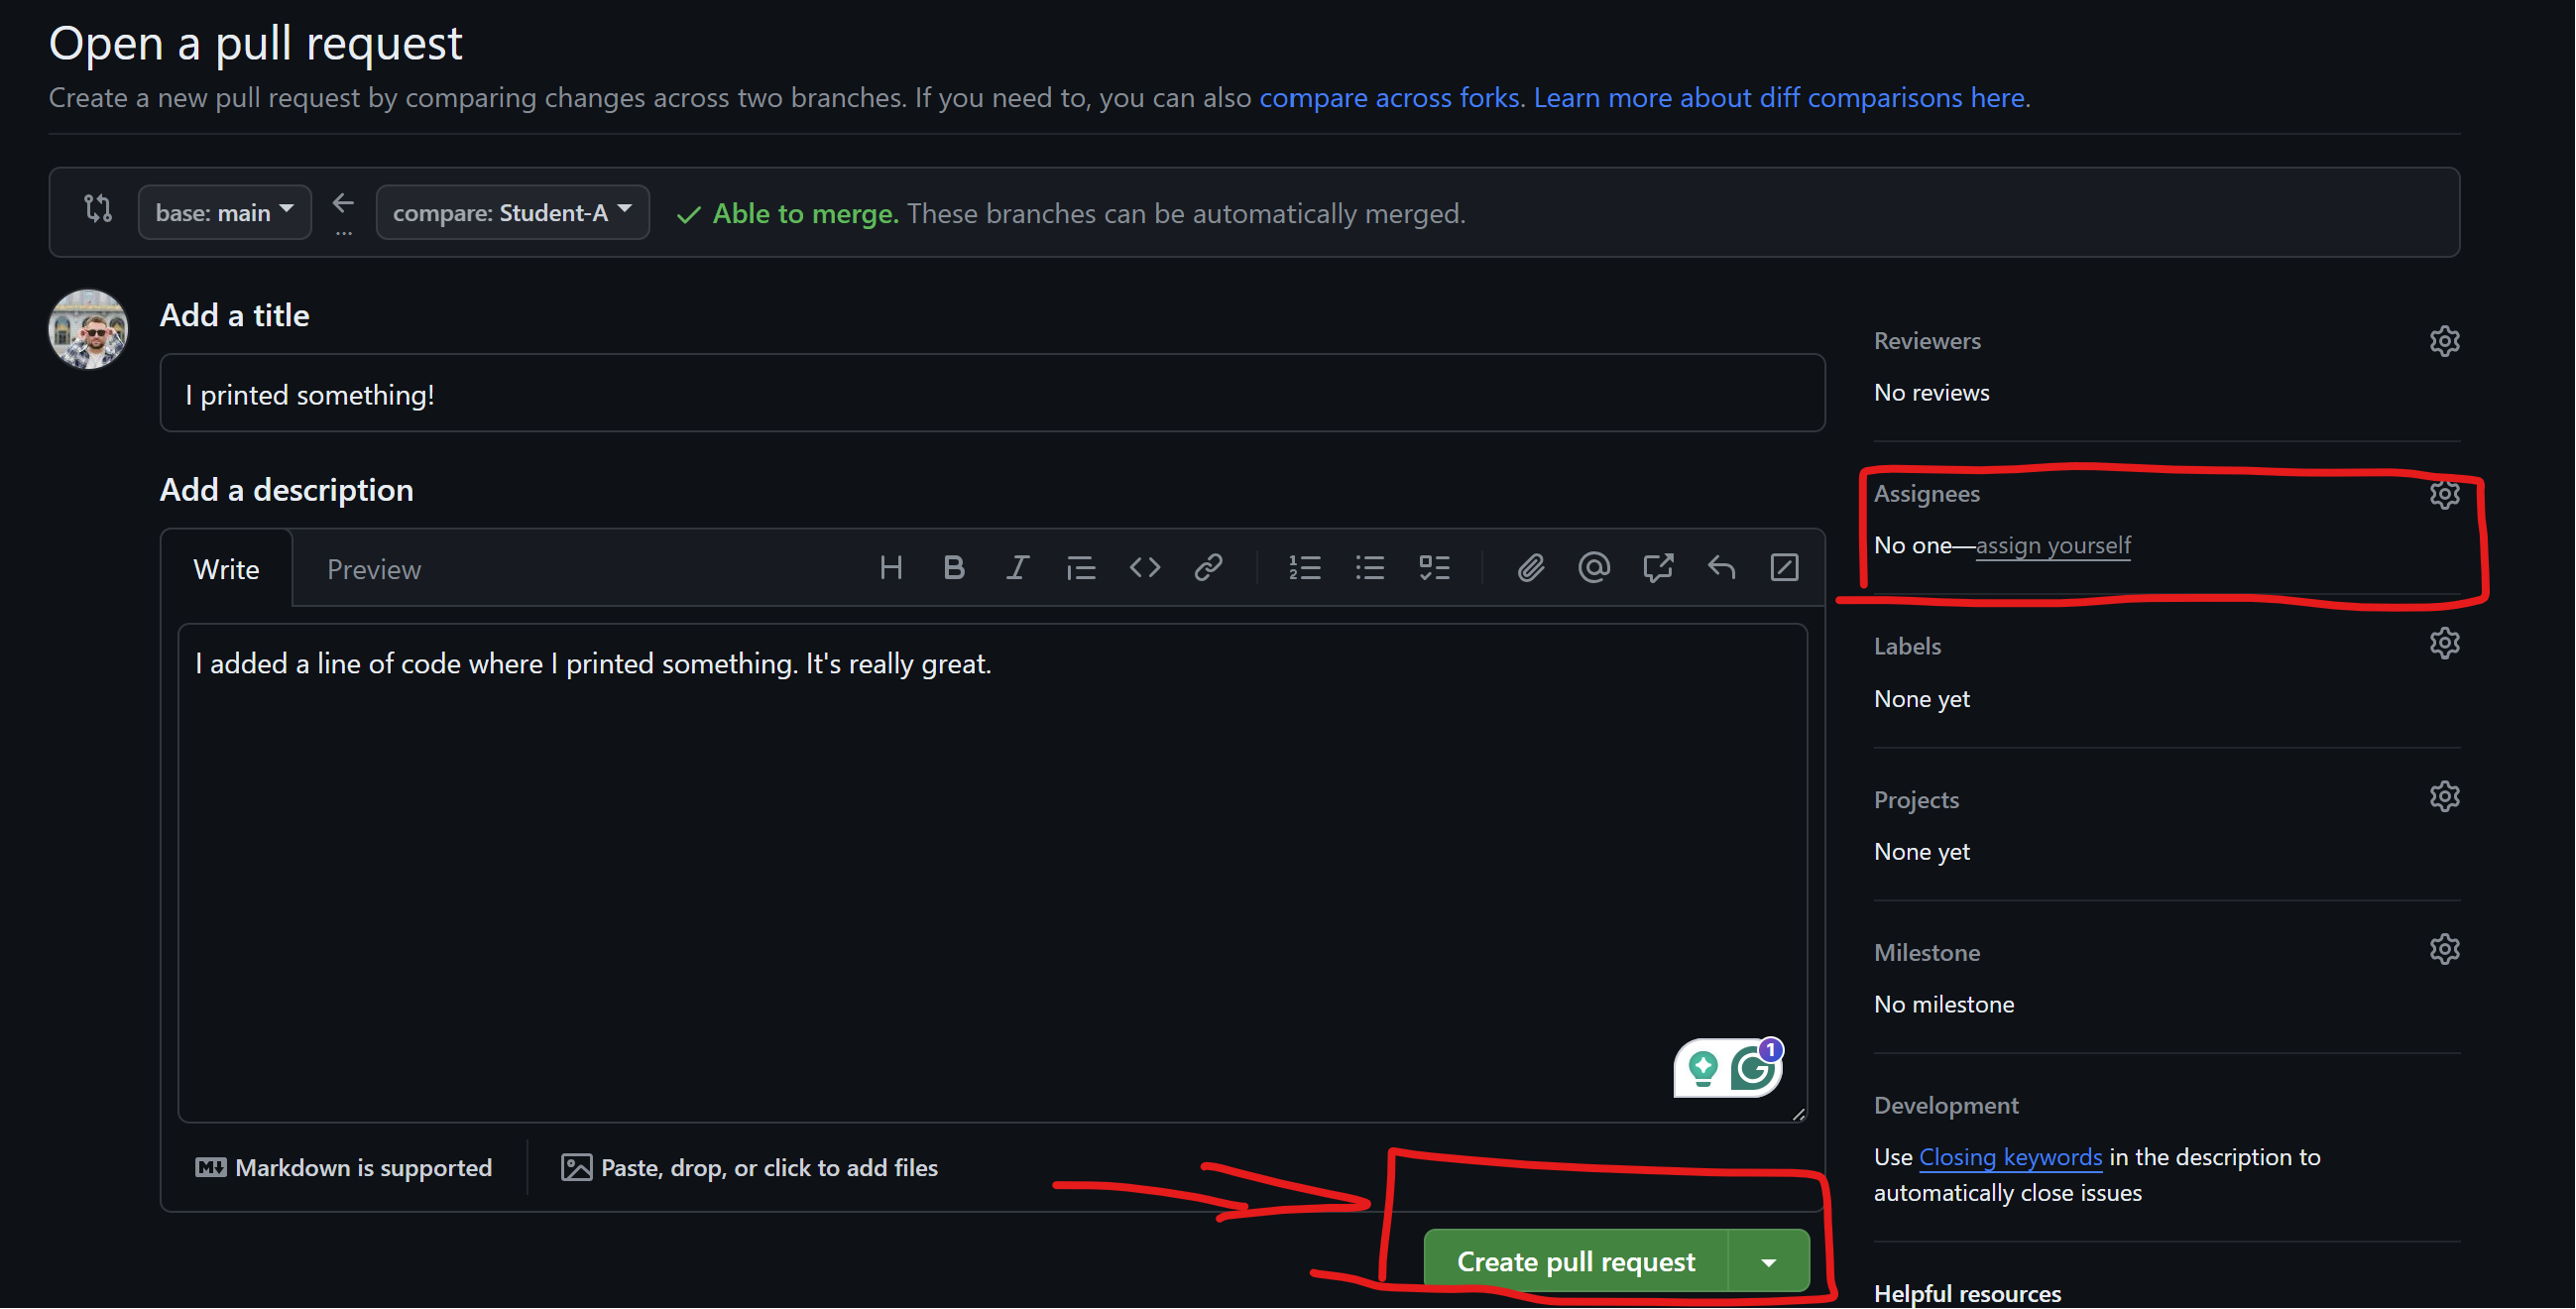 Open a pull request
Create a new pull request by comparing changes across two branches. If you need to, you can also compare across forks. Learn more about diff comparisons here.
base: main
...
compare: Student-A
Able to merge. These branches can be automatically merged.
Add a title
I printed something!
Add a description
Write
Preview
I added a line of code where I printed something. It's really great.
1
Markdown is supported
Paste, drop, or click to add files
Create pull request
Reviewers
No reviews
Assignees
No one—assign yourself
Labels
None yet
Projects
None yet
Milestone
No milestone
Development
Use Closing keywords in the description to
automatically close issues
Helpful resources